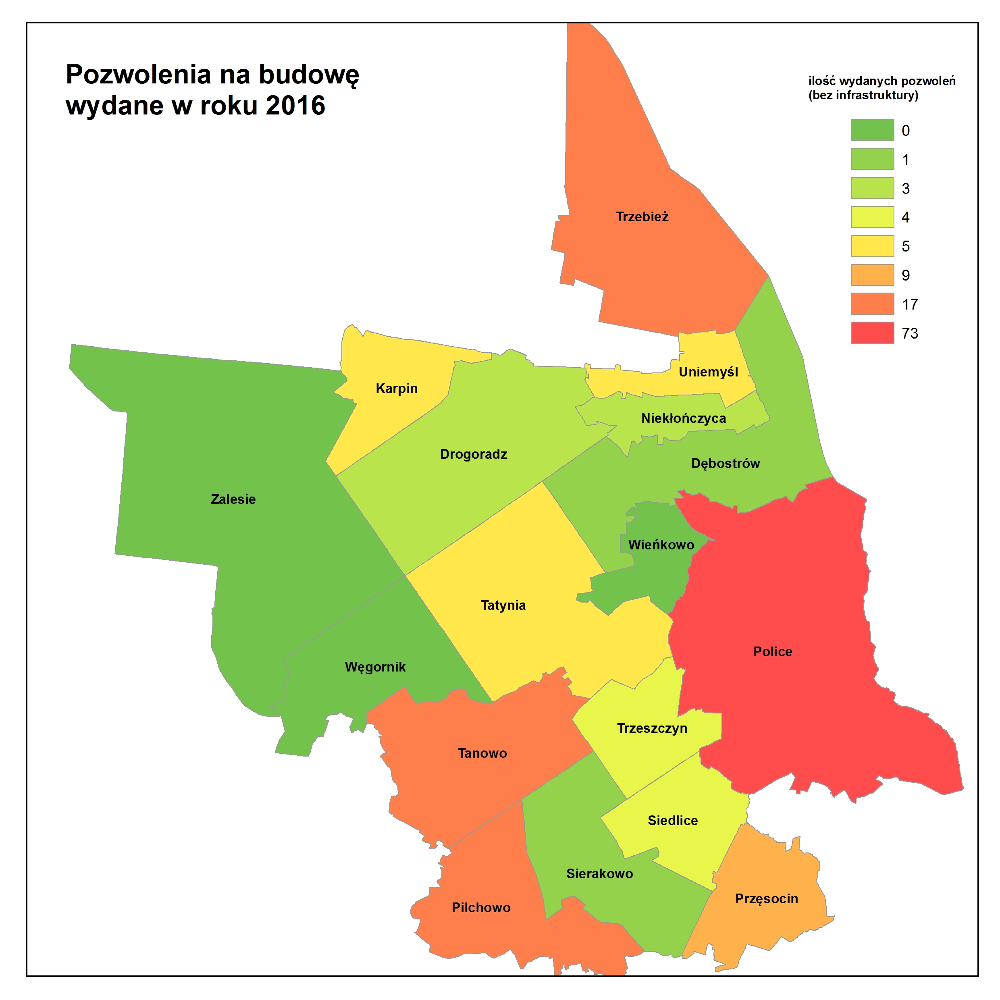 Pozwolenia na budowę
wydane w roku 2016
ilość wydanych pozwoleń
(bez infrastruktury)
0
1
3
4
5
9
17
73
Trzebież
Uniemyśl
Karpin
Niekłończyca
Drogoradz
Dębostrów
Zalesie
Wieńkowo
Tatynia
Police
Węgornik
Trzeszczyn
Tanowo
Siedlice
Sierakowo
Przęsocin
Pilchowo